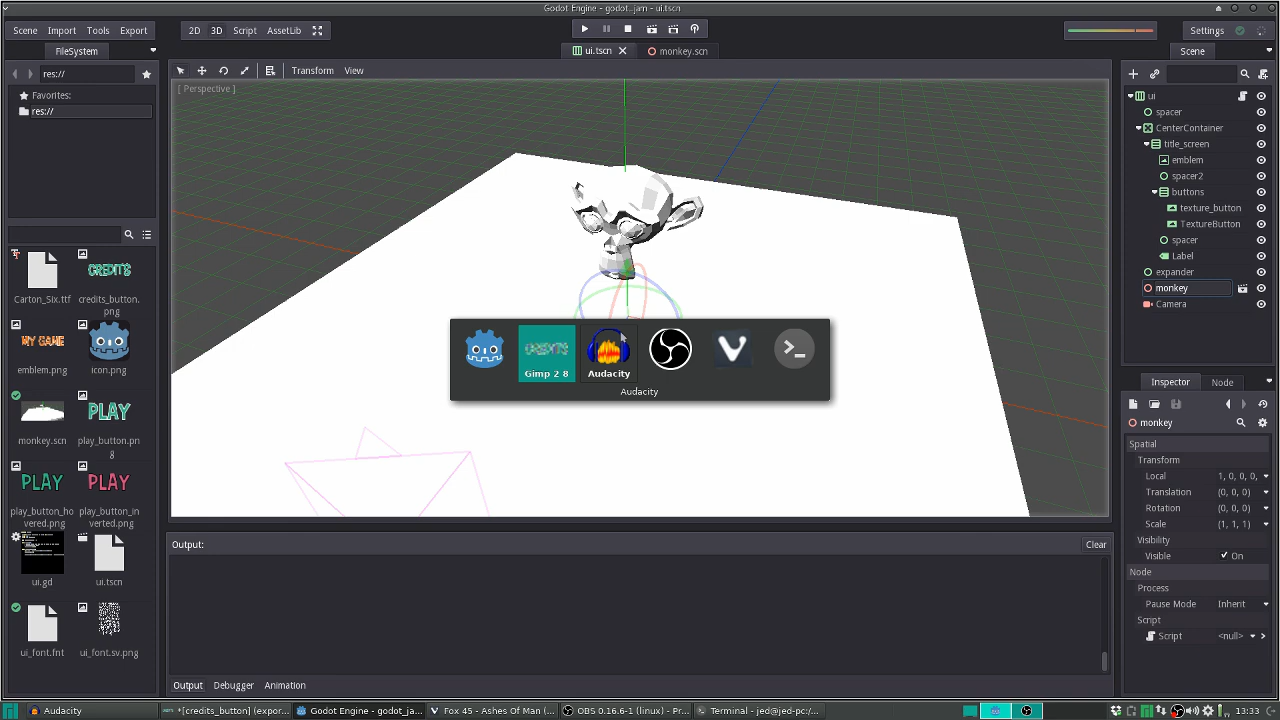 Godot Engine - godot_jam - ui.tscn
Scene Import Tools Export
2D 3D Script AssetLib
Settings
FileSystem
ui.tscn
monkey.scn
Scene
res://
Transform View
[ Perspective ]
Favorites:
res://
ui
spacer
CenterContainer
title_screen
emblem
spacer2
buttons
texture_button
TextureButton
spacer
Label
expander
monkey
Camera
CREDITS
Carton_Six.ttf
credits_button.
png
MY GAME
emblem.png
icon.png
PLAY
monkey.scn
play_button.pn
g
PLAY
PLAY
play_button_ho
vered.png
play_button_in
verted.png
ui.gd
ui.tscn
ui_font.fnt
ui_font.sv.png
CREDITS
Gimp 2 8
Audacity
Audacity
Inspector Node
monkey
Spatial
Transform
Local 1, 0, 0, 0,
Translation (0, 0, 0)
Rotation (0, 0, 0)
Scale (1, 1, 1)
Visibility
Visible On
Node
Process
Pause Mode Inherit
Script
Script <null>
Output:
Clear
Output Debugger Animation
Audacity
*[credits_button] (expor...
Godot Engine - godot_ja...
Fox 45 - Ashes Of Man (...
OBS 0.16.6-1 (linux) - Pr...
Terminal - jed@jed-pc:/...
13:33